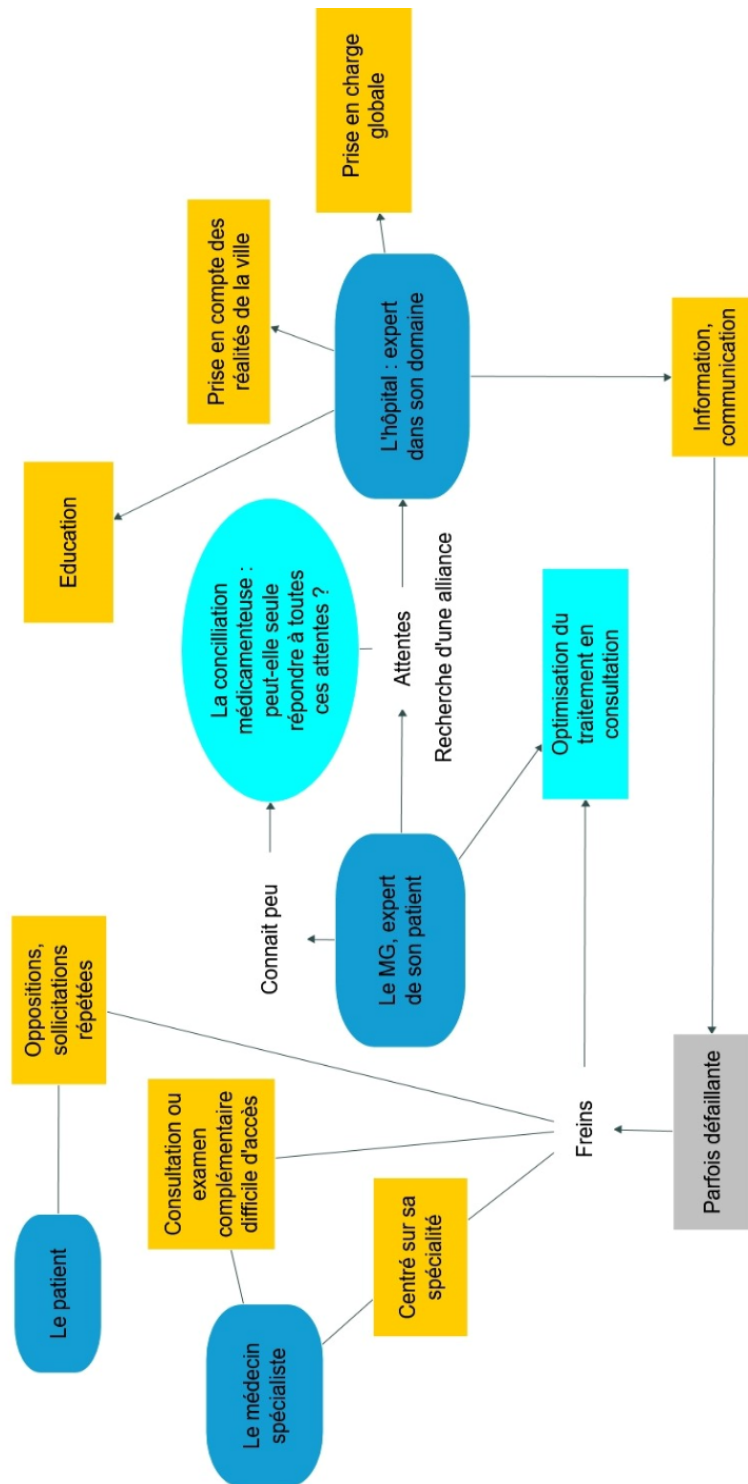 Le patient
Oppositions,
sollicitations
répétées
Education
Consultation ou
examen
complémentaire
difficile d'accès
Prise en compte des
réalités de la ville
Le médecin
spécialiste
Connait peu
La concilliation
médicamenteuse :
peut-elle seule
répondre à toutes
ces attentes ?
Prise en charge
globale
Centré sur sa
spécialité
Le MG, expert
de son patient
Attentes
Recherche d'une alliance
L'hôpital : expert
dans son domaine
Freins
Optimisation du
traitement en
consultation
Parfois défaillante
Information,
communication